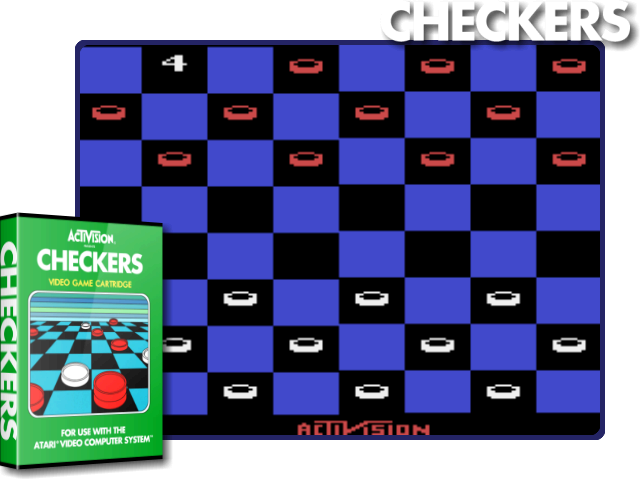 CHECKERS
4
ACTIVISION
CHECKERS
ACTIVISION
CHECKERS
VIDEO GAME CARTRIDGE
FOR USE WITH THE
ATARI® VIDEO COMPUTER SYSTEM™